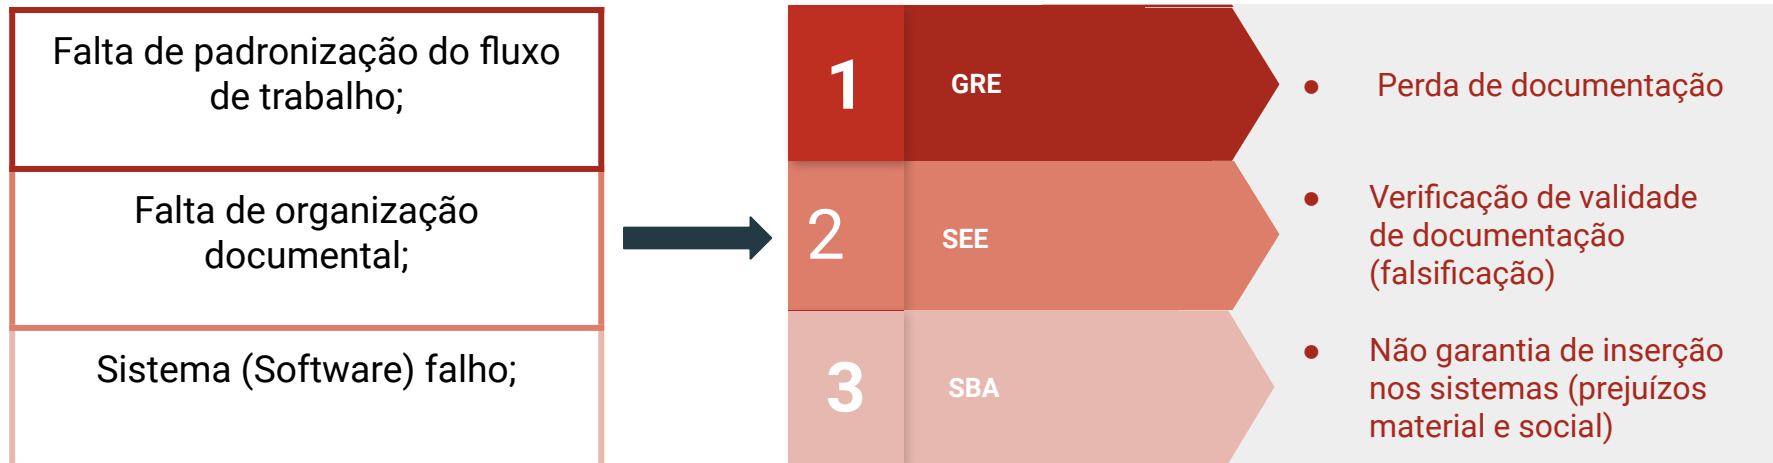 Falta de padronização do fluxo
de trabalho;
Falta de organização
documental;
Sistema (Software) falho;
1
GRE
● Perda de documentação
2
SEE
● Verificação de validade
de documentação
(falsificação)
3
SBA
● Não garantia de inserção
nos sistemas (prejuízos
material e social)